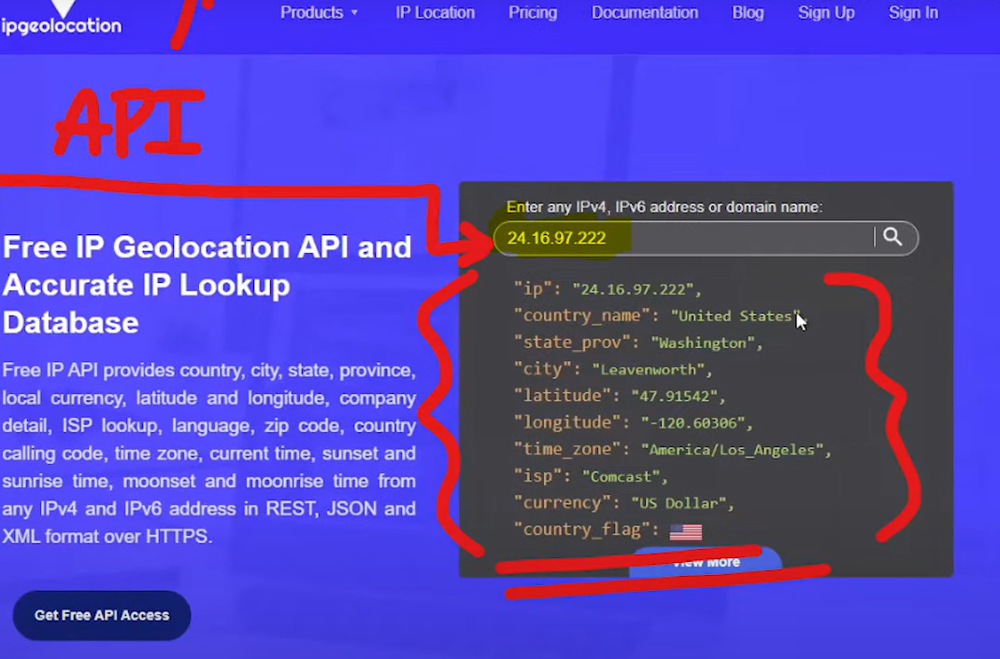 ipgeolocation
Products IP Location Pricing Documentation Blog Sign Up Sign In
API
Free IP Geolocation API and
Accurate IP Lookup
Database
Free IP API provides country, city, state, province,
local currency, latitude and longitude, company
detail, ISP lookup, language, zip code, country
calling code, time zone, current time, sunset and
sunrise time, moonset and moonrise time from
any IPv4 and IPv6 address in REST, JSON and
XML format over HTTPS.
Get Free API Access
Enter any IPv4, IPv6 address or domain name:
24.16.97.222
"ip": "24.16.97.222",
"country_name": "United States",
"state_prov": "Washington",
"city": "Leavenworth",
"latitude": "47.91542",
"longitude": "-120.60306",
"time_zone": "America/Los_Angeles",
"isp": "Comcast",
"currency": "US Dollar",
"country_flag":
View More